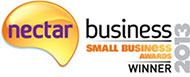 nectar business
SMALL BUSINESS
AWARDS
WINNER
2013